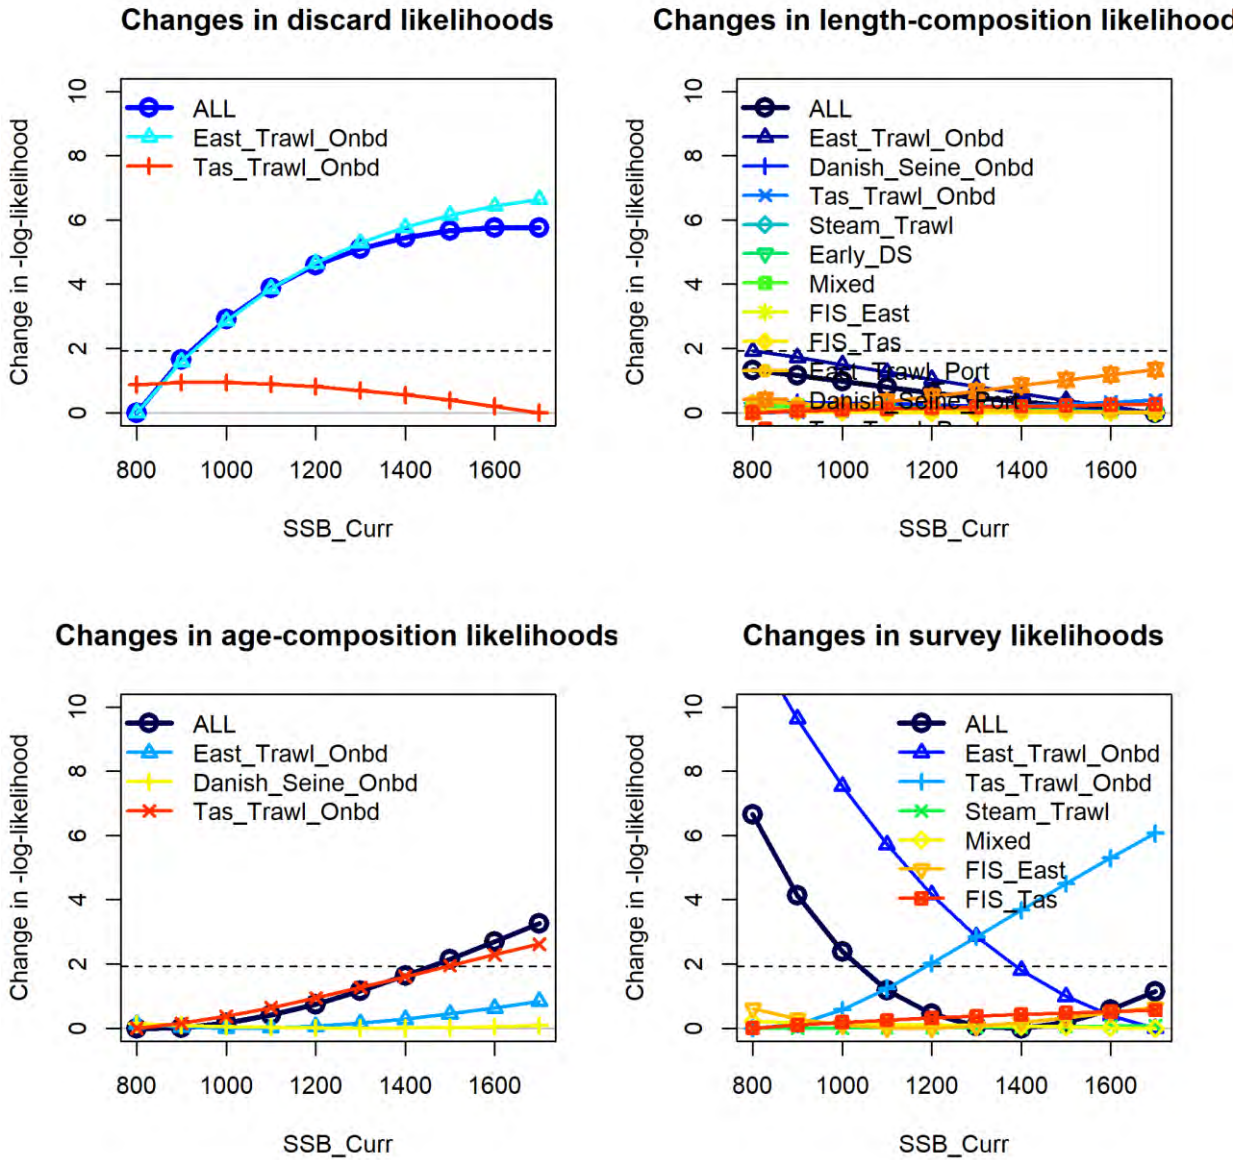 Changes in discard likelihoods
Change in -log-likelihood
10
8
6
4
2
0
ALL
East_Trawl_Onbd
Tas_Trawl_Onbd
800 1000 1200 1400 1600
SSB_Curr
Changes in length-composition likelihood
Change in -log-likelihood
10
8
6
4
2
0
ALL
East_Trawl_Onbd
Danish_Seine_Onbd
Tas_Trawl_Onbd
Steam_Trawl
Early_DS
Mixed
FIS_East
FIS_Tas
East_Trawl_Port
Danish_Seine_Port
800 1000 1200 1400 1600
SSB_Curr
Changes in age-composition likelihoods
Change in -log-likelihood
10
8
6
4
2
0
ALL
East_Trawl_Onbd
Danish_Seine_Onbd
Tas_Trawl_Onbd
800 1000 1200 1400 1600
SSB_Curr
Changes in survey likelihoods
Change in -log-likelihood
10
8
6
4
2
0
ALL
East_Trawl_Onbd
Tas_Trawl_Onbd
Steam_Trawl
Mixed
FIS_East
FIS_Tas
800 1000 1200 1400 1600
SSB_Curr